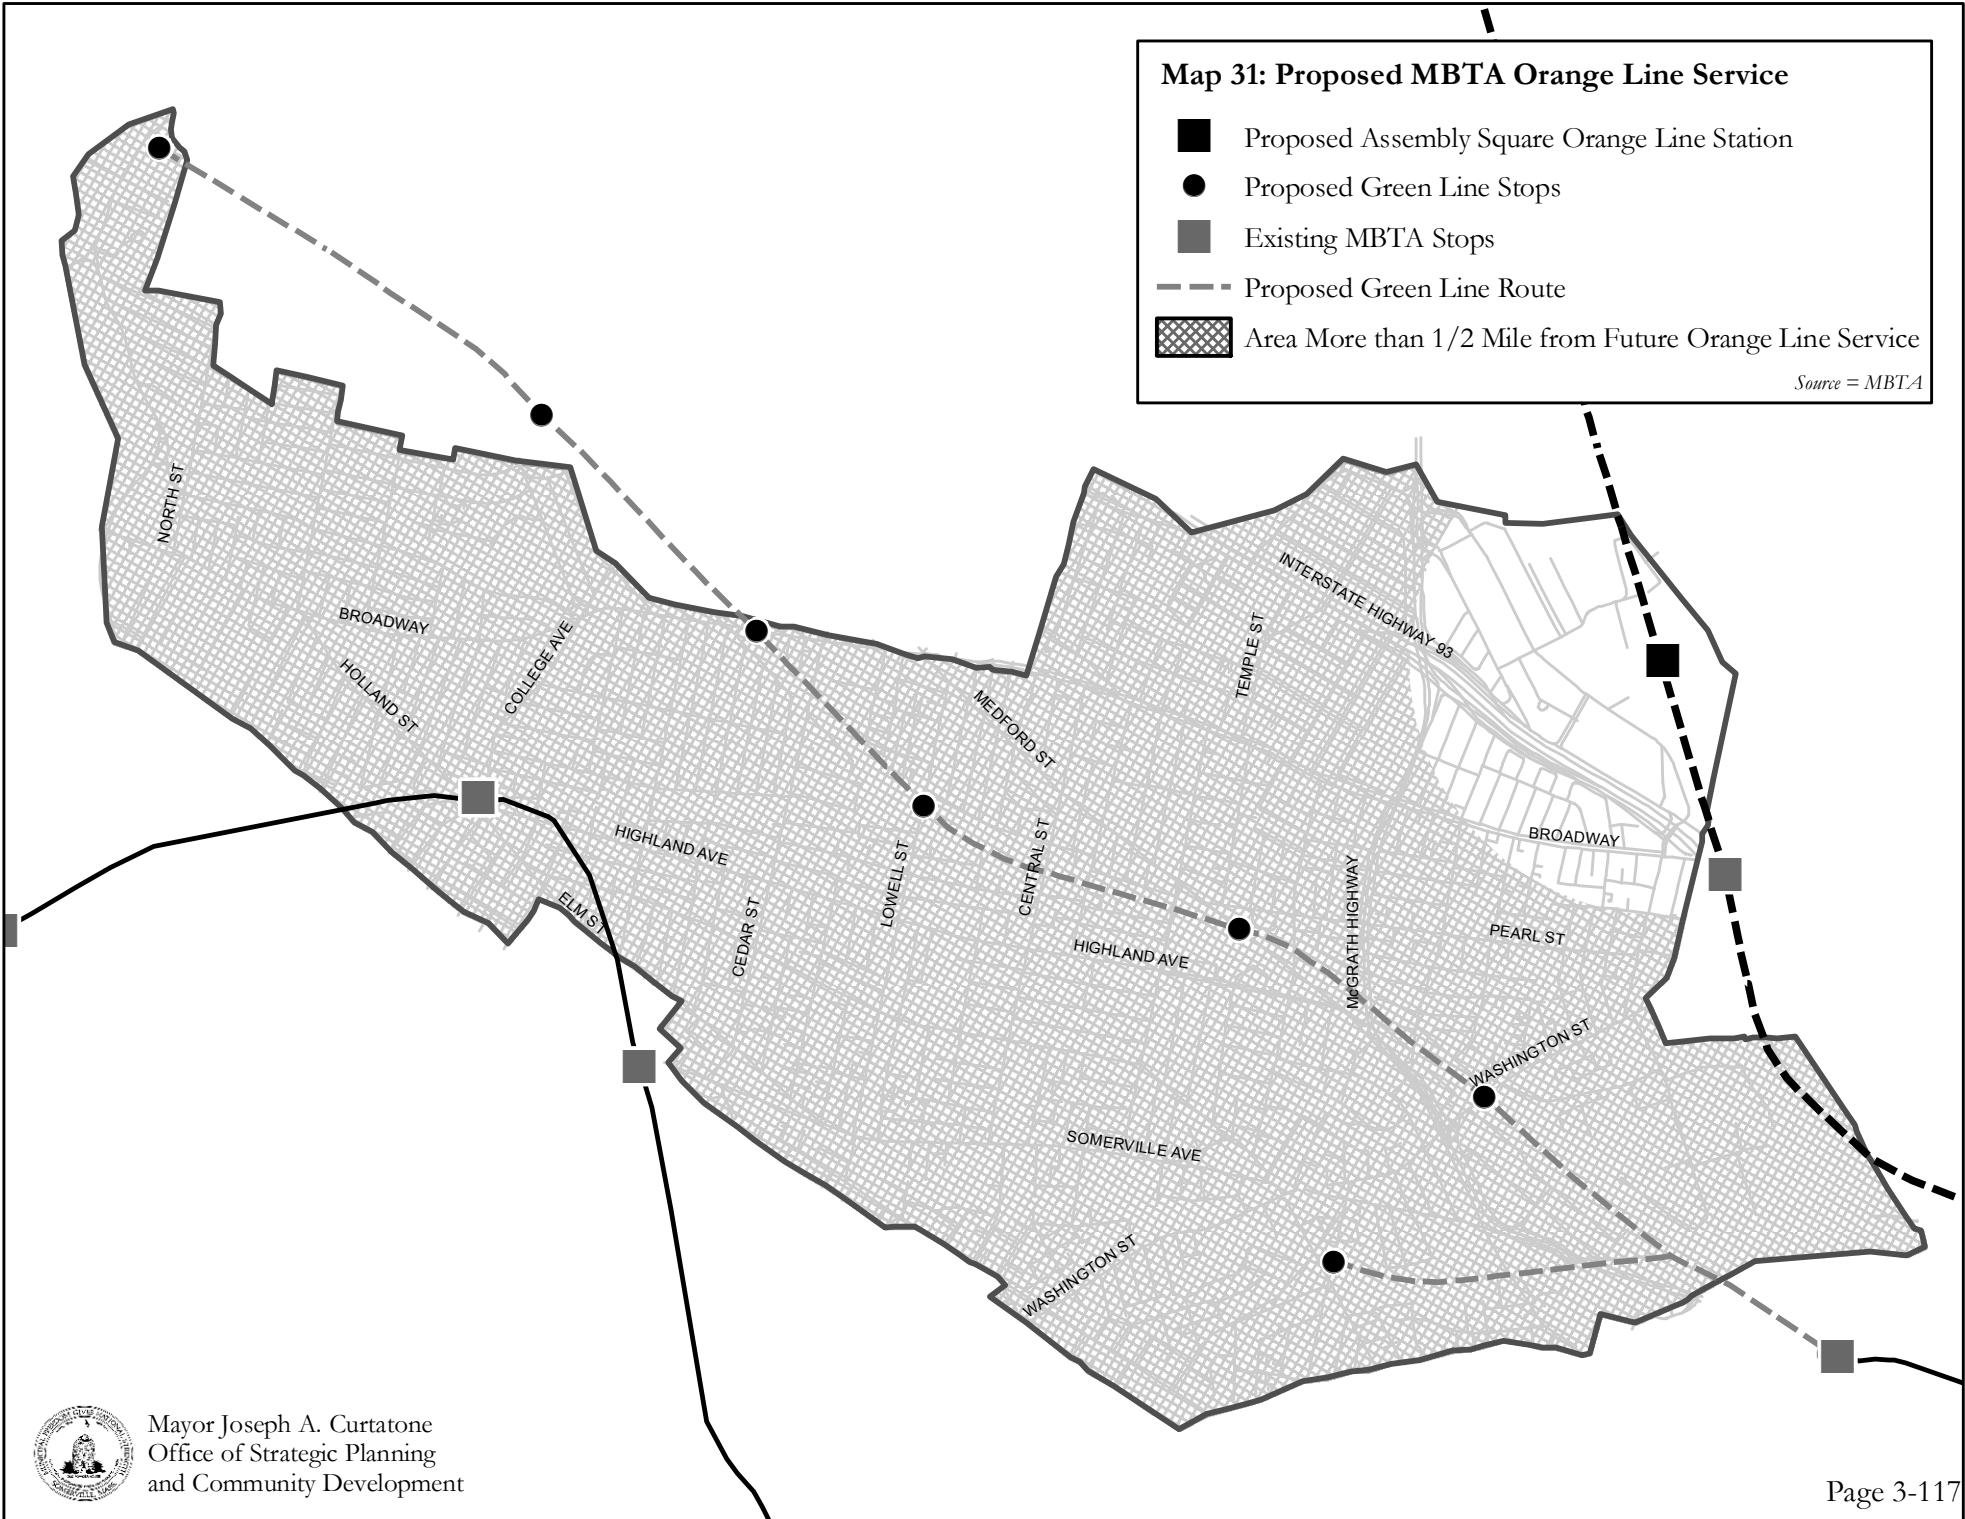 Map 31: Proposed MBTA Orange Line Service
Proposed Assembly Square Orange Line Station
Proposed Green Line Stops
Existing MBTA Stops
Proposed Green Line Route
Area More than 1/2 Mile from Future Orange Line Service
Source = MBTA
NORTH ST
BROADWAY
COLLEGE AVE
HOLLAND ST
INTERSTATE HIGHWAY 93
TEMPLE ST
MEDFORD ST
HIGHLAND AVE
ELM ST
CEDAR ST
LOWELL ST
CENTRAL ST
HIGHLAND AVE
McGRATH HIGHWAY
BROADWAY
PEARL ST
WASHINGTON ST
SOMERVILLE AVE
WASHINGTON ST
Mayor Joseph A. Curtatone
Office of Strategic Planning
and Community Development
Page 3-117